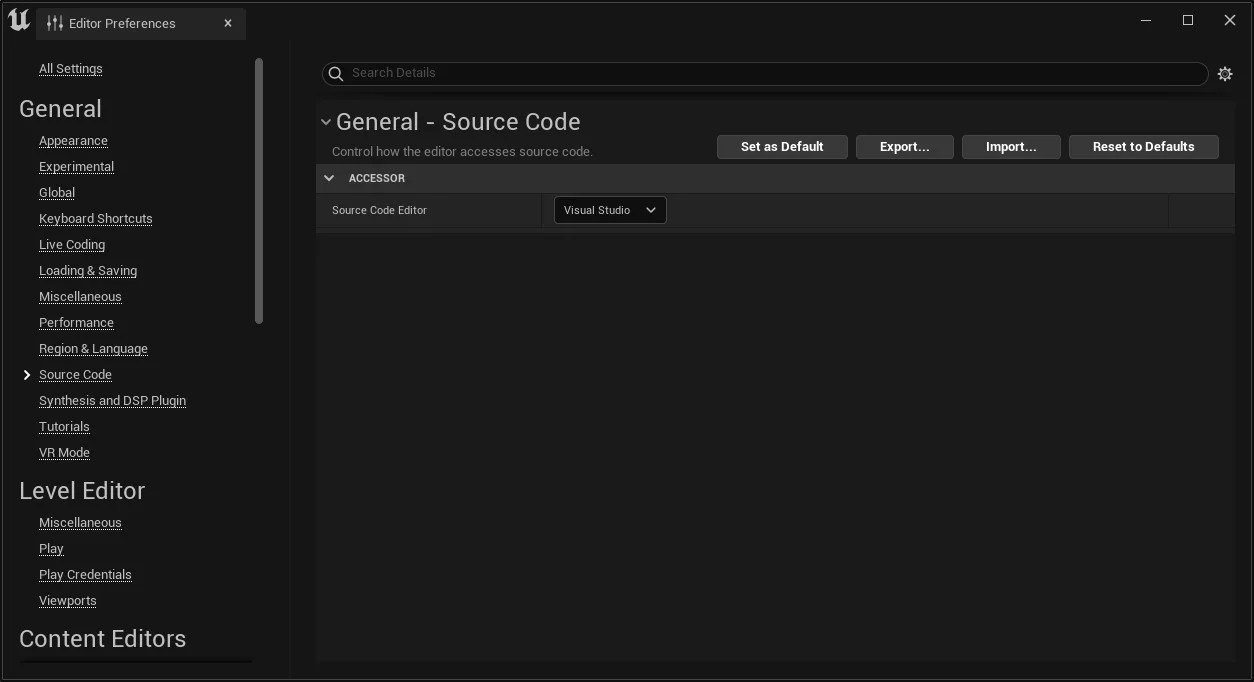 Editor Preferences
All Settings
General
Appearance
Experimental
Global
Keyboard Shortcuts
Live Coding
Loading & Saving
Miscellaneous
Performance
Region & Language
Source Code
Synthesis and DSP Plugin
Tutorials
VR Mode
Level Editor
Miscellaneous
Play
Play Credentials
Viewports
Content Editors
Search Details
General - Source Code
Control how the editor accesses source code.
Set as Default
Export...
Import...
Reset to Defaults
ACCESSOR
Source Code Editor
Visual Studio